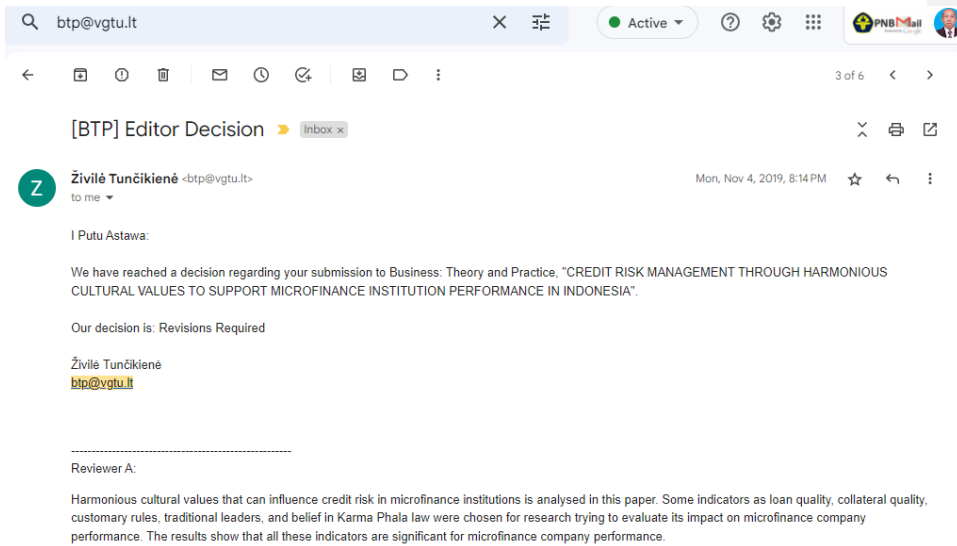 btp@vgtu.lt
Active
PNBMail
3 of 6
[BTP] Editor Decision
Inbox x
Z
Živilė Tunčikienė <btp@vgtu.lt>
Mon, Nov 4, 2019, 8:14 PM
to me
I Putu Astawa:
We have reached a decision regarding your submission to Business: Theory and Practice, "CREDIT RISK MANAGEMENT THROUGH HARMONIOUS
CULTURAL VALUES TO SUPPORT MICROFINANCE INSTITUTION PERFORMANCE IN INDONESIA".
Our decision is: Revisions Required
Živilė Tunčikienė
btp@vgtu.lt
------------------------------------------------------
Reviewer A:
Harmonious cultural values that can influence credit risk in microfinance institutions is analysed in this paper. Some indicators as loan quality, collateral quality,
customary rules, traditional leaders, and belief in Karma Phala law were chosen for research trying to evaluate its impact on microfinance company
performance. The results show that all these indicators are significant for microfinance company performance.